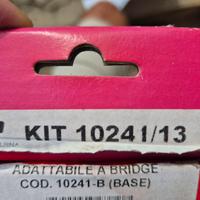 KIT 10241/13
ADATTABILE A BRIDGE
COD. 10241-B (BASE)